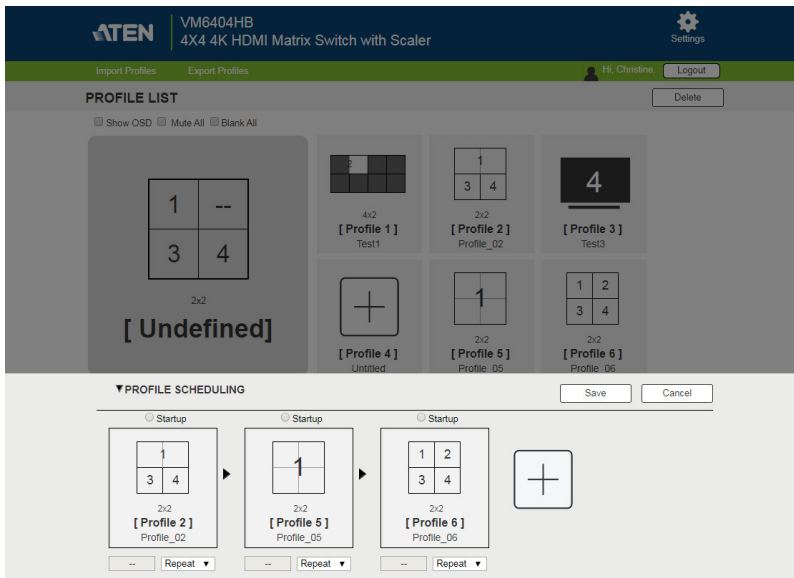 ATEN
VM6404HB
4X4 4K HDMI Matrix Switch with Scaler
Settings
Import Profiles Export Profiles Hi, Christine. Logout
PROFILE LIST Delete
Show OSD Mute All Blank All
1 --
3 4
2x2
[ Undefined]
2
4x2
[ Profile 1 ]
Test1
1
3 4
2x2
[ Profile 2 ]
Profile_02
4
[ Profile 3 ]
Test3
[ Profile 4 ]
Untitled
1
2x2
[ Profile 5 ]
Profile_05
1 2
3 4
2x2
[ Profile 6 ]
Profile_06
▼PROFILE SCHEDULING Save Cancel
Startup
1
3 4
2x2
[ Profile 2 ]
Profile_02
-- Repeat ▼
Startup
1
2x2
[ Profile 5 ]
Profile_05
-- Repeat ▼
Startup
1 2
3 4
2x2
[ Profile 6 ]
Profile_06
-- Repeat ▼